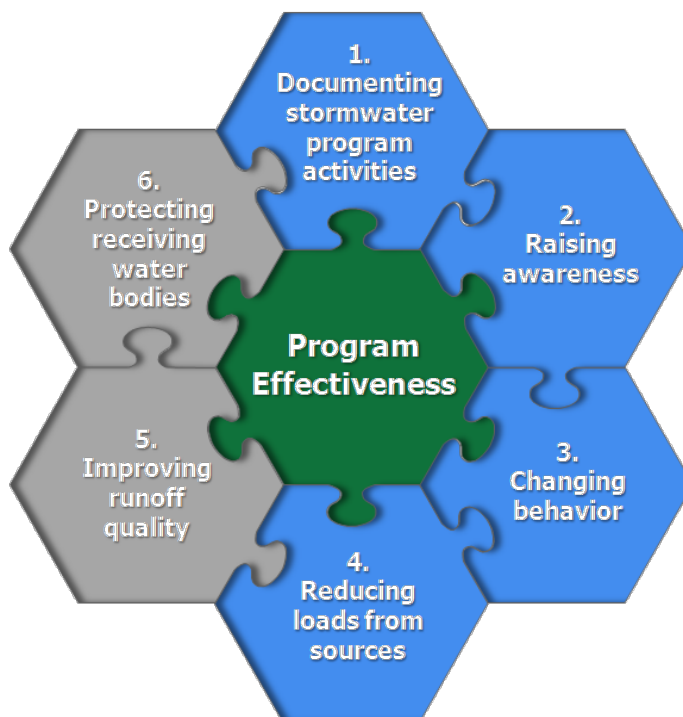 1.
Documenting
stormwater
program
activities
2.
Raising
awareness
3.
Changing
behavior
4.
Reducing
loads from
sources
5.
Improving
runoff
quality
6.
Protecting
receiving
water
bodies
Program
Effectiveness